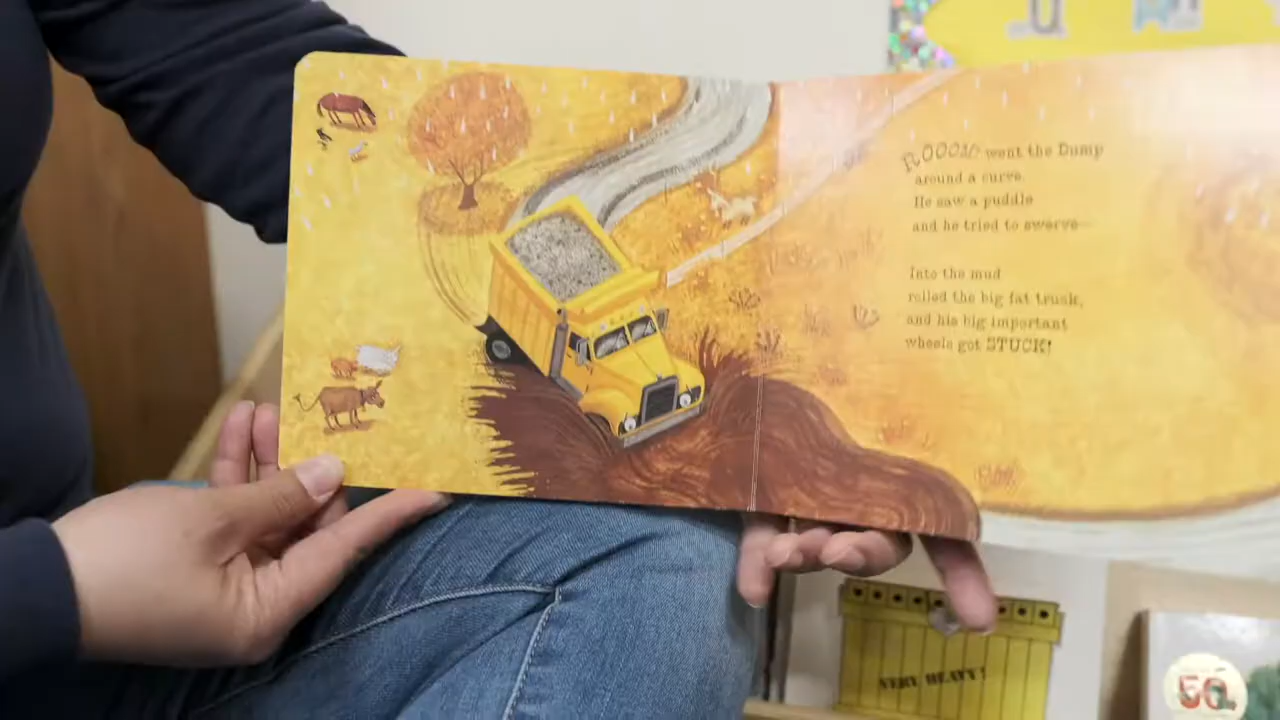 ROOOM went the Dump
around a curve.
He saw a puddle
and he tried to swerve—
Into the mud
rolled the big fat truck,
and his big important
wheels got STUCK!
VERY HEAVY!
50